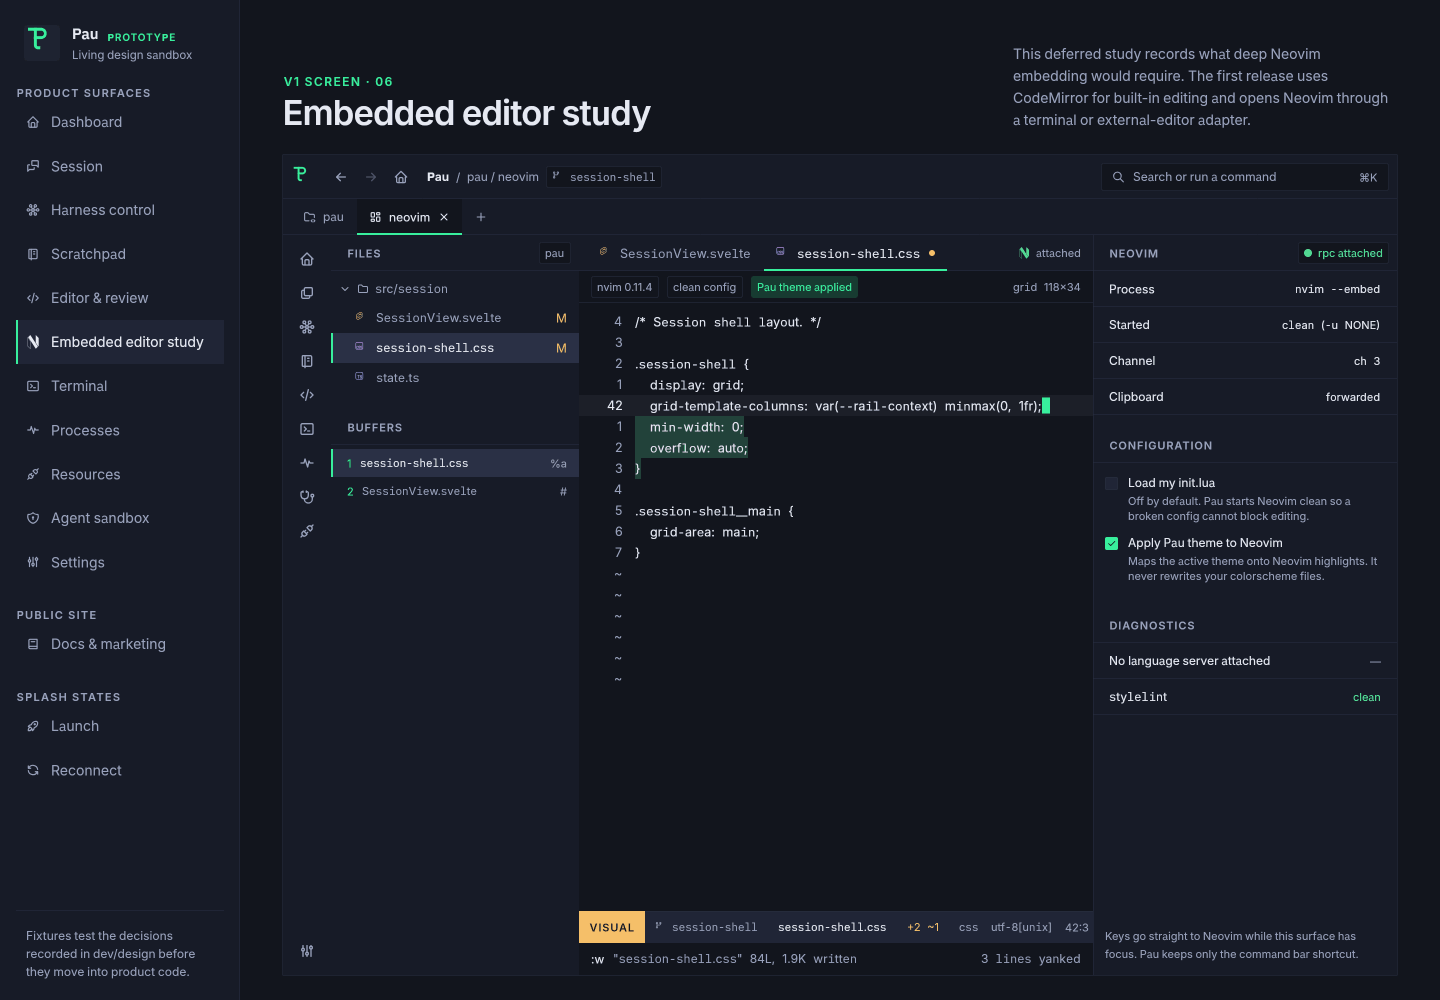 Pau PROTOTYPE
Living design sandbox
PRODUCT SURFACES
Dashboard
Session
Harness control
Scratchpad
Editor & review
Embedded editor study
Terminal
Processes
Resources
Agent sandbox
Settings
PUBLIC SITE
Docs & marketing
SPLASH STATES
Launch
Reconnect
Fixtures test the decisions
recorded in dev/design before
they move into product code.
V1 SCREEN · 06
Embedded editor study
This deferred study records what deep Neovim
embedding would require. The first release uses
CodeMirror for built-in editing and opens Neovim through
a terminal or external-editor adapter.
Pau / pau / neovim session-shell
Search or run a command ⌘K
pau
neovim
FILES pau
src/session
SessionView.svelte M
session-shell.css M
state.ts
BUFFERS
1 session-shell.css %a
2 SessionView.svelte #
SessionView.svelte
session-shell.css
attached
nvim 0.11.4 clean config Pau theme applied grid 118×34
4 /* Session shell layout. */
3
2 .session-shell {
1 display: grid;
42 grid-template-columns: var(--rail-context) minmax(0, 1fr);
1 min-width: 0;
2 overflow: auto;
3 }
4
5 .session-shell__main {
6 grid-area: main;
7 }
~
~
~
~
~
~
VISUAL session-shell session-shell.css +2 ~1 css utf-8[unix] 42:3
:w "session-shell.css" 84L, 1.9K written 3 lines yanked
NEOVIM rpc attached
Process nvim --embed
Started clean (-u NONE)
Channel ch 3
Clipboard forwarded
CONFIGURATION
Load my init.lua
Off by default. Pau starts Neovim clean so a
broken config cannot block editing.
Apply Pau theme to Neovim
Maps the active theme onto Neovim highlights. It
never rewrites your colorscheme files.
DIAGNOSTICS
No language server attached —
stylelint clean
Keys go straight to Neovim while this surface has
focus. Pau keeps only the command bar shortcut.